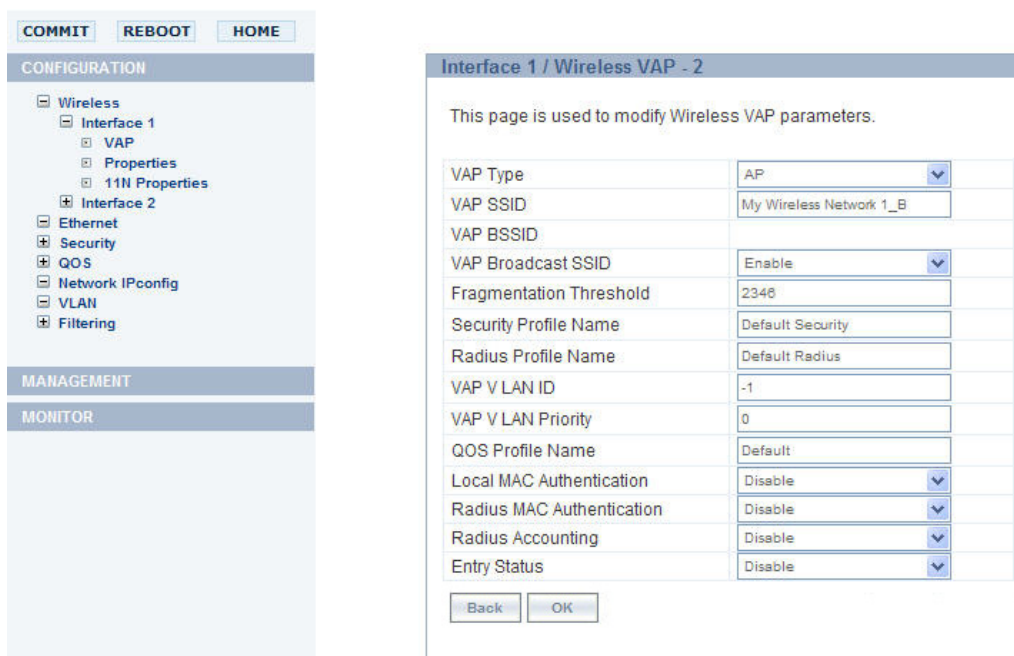 COMMIT REBOOT HOME
CONFIGURATION
Wireless
Interface 1
VAP
Properties
11N Properties
Interface 2
Ethernet
Security
QOS
Network IPconfig
VLAN
Filtering
MANAGEMENT
MONITOR
Interface 1 / Wireless VAP - 2
This page is used to modify Wireless VAP parameters.
VAP Type AP
VAP SSID My Wireless Network 1_B
VAP BSSID
VAP Broadcast SSID Enable
Fragmentation Threshold 2346
Security Profile Name Default Security
Radius Profile Name Default Radius
VAP V LAN ID -1
VAP V LAN Priority 0
QOS Profile Name Default
Local MAC Authentication Disable
Radius MAC Authentication Disable
Radius Accounting Disable
Entry Status Disable
Back OK